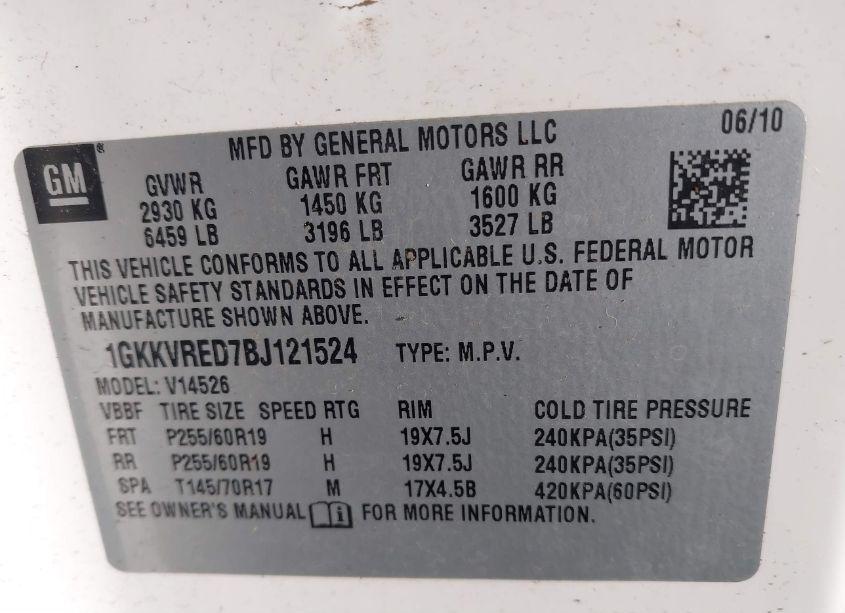 06/10
MFD BY GENERAL MOTORS LLC
GM®
GVWR GAWR FRT GAWR RR
2930 KG 1450 KG 1600 KG
6459 LB 3196 LB 3527 LB
THIS VEHICLE CONFORMS TO ALL APPLICABLE U.S. FEDERAL MOTOR
VEHICLE SAFETY STANDARDS IN EFFECT ON THE DATE OF
MANUFACTURE SHOWN ABOVE.
1GKKVRED7BJ121524 TYPE: M.P.V.
MODEL: V14526
VBBF TIRE SIZE SPEED RTG RIM COLD TIRE PRESSURE
FRT P255/60R19 H 19X7.5J 240KPA(35PSI)
RR P255/60R19 H 19X7.5J 240KPA(35PSI)
SPA T145/70R17 M 17X4.5B 420KPA(60PSI)
SEE OWNER'S MANUAL i FOR MORE INFORMATION.